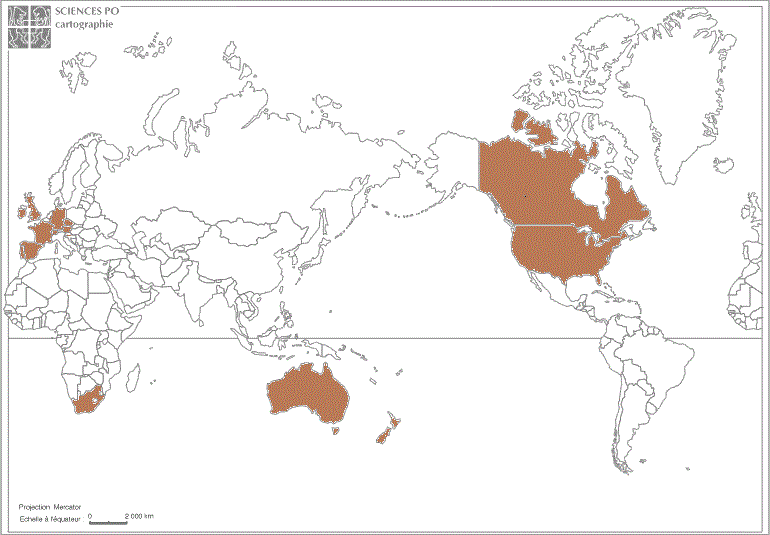 SCIENCES PO
cartographie
Projection Mercator
Echelle à l'équateur : 0 2 000 km